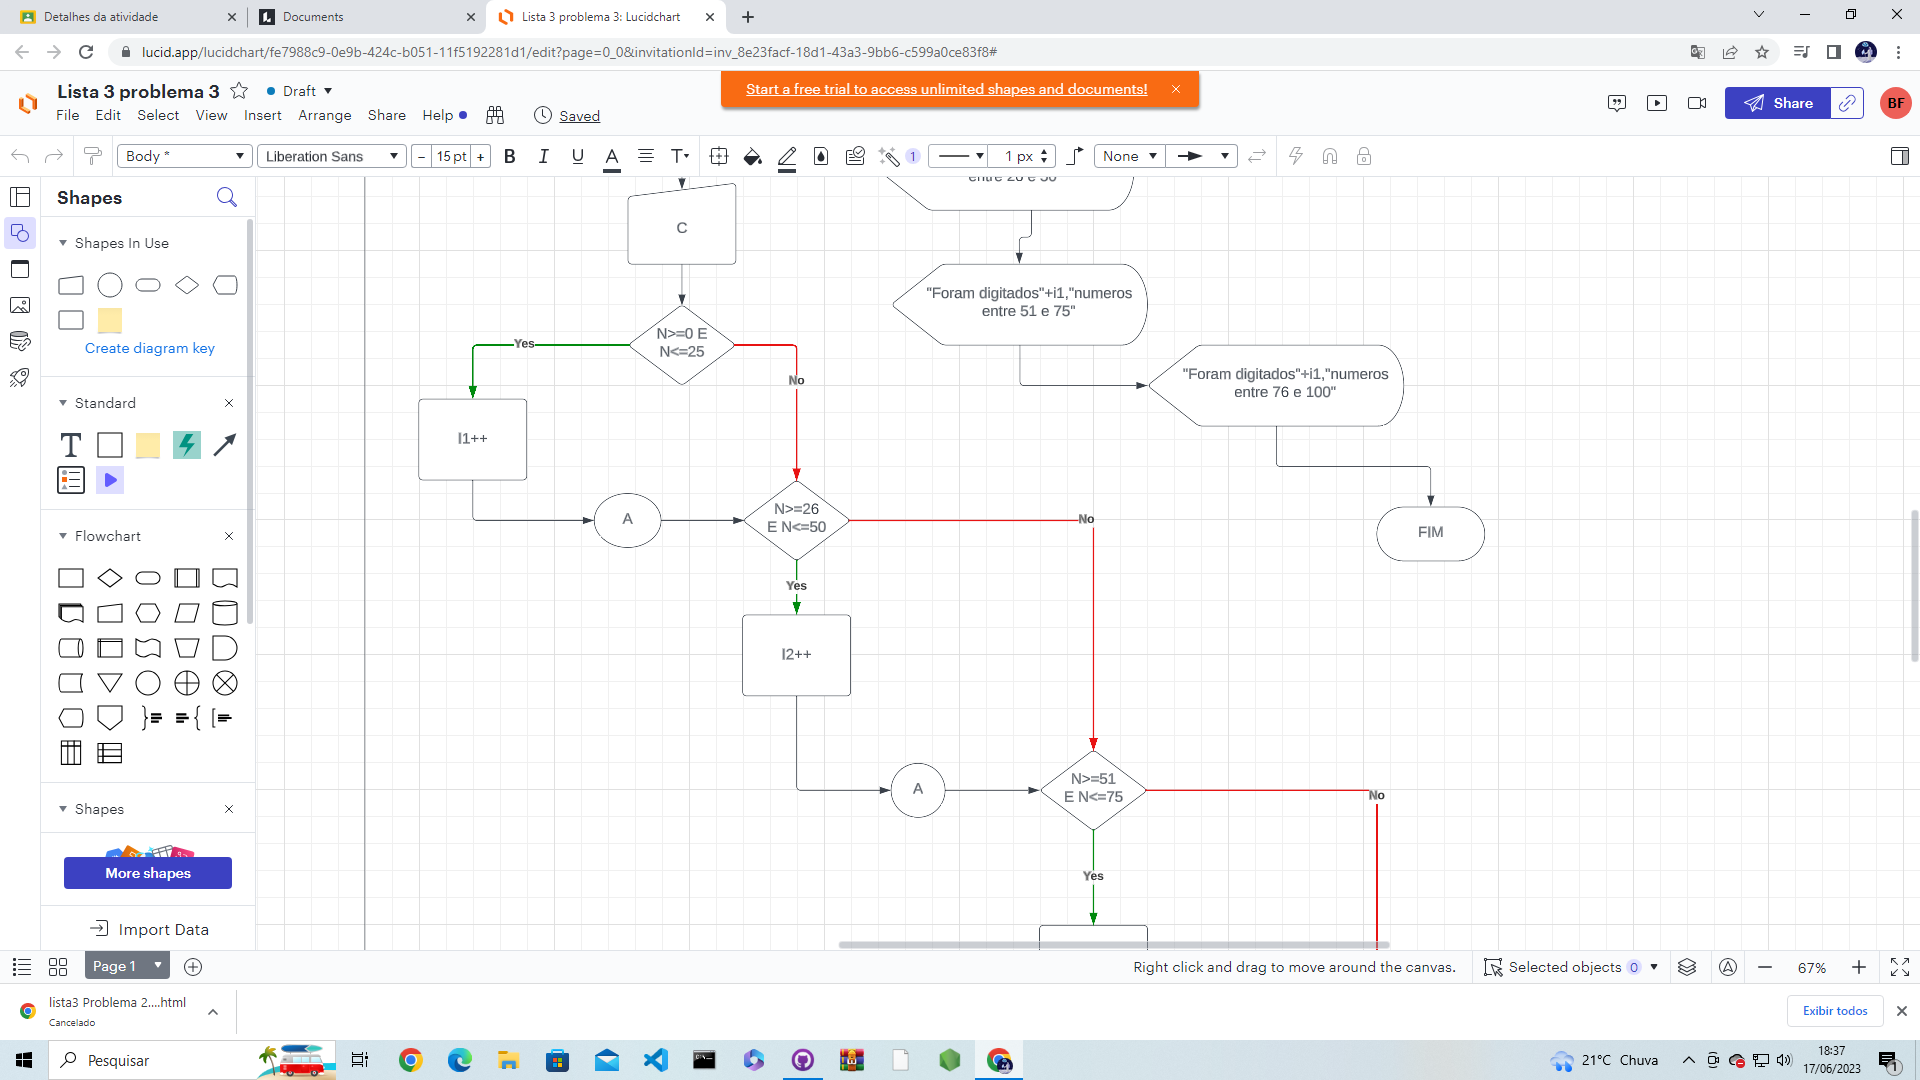 Detalhes da atividade
Documents
Lista 3 problema 3: Lucidchart
lucid.app/lucidchart/fe7988c9-0e9b-424c-b051-11f5192281d1/edit?page=0_0&invitationId=inv_8e23facf-18d1-43a3-9bb6-c599a0ce83f8#
Lista 3 problema 3
Draft
Start a free trial to access unlimited shapes and documents!
File Edit Select View Insert Arrange Share Help
Saved
Share
BF
Body *
Liberation Sans
- 15 pt +
B I U A T
1
1 px
None
Shapes
Shapes In Use
Create diagram key
Standard
T
Flowchart
Shapes
More shapes
Import Data
entre 26 e 50
C
"Foram digitados"+i1,"numeros
entre 51 e 75"
N>=0 E
N<=25
Yes
No
"Foram digitados"+i1,"numeros
entre 76 e 100"
I1++
A
N>=26
E N<=50
No
FIM
Yes
I2++
A
N>=51
E N<=75
No
Yes
Page 1
Right click and drag to move around the canvas.
Selected objects 0
67%
lista3 Problema 2....html
Cancelado
Exibir todos
Pesquisar
21°C Chuva
18:37
17/06/2023
1